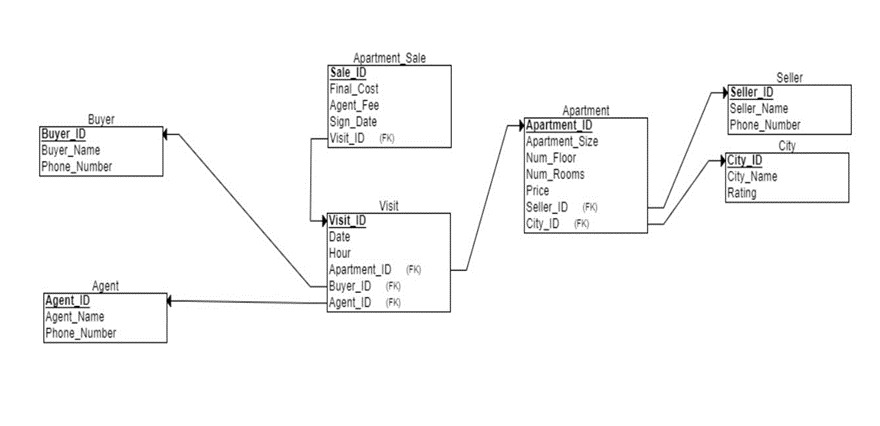 Buyer
Buyer_ID
Buyer_Name
Phone_Number
Apartment_Sale
Sale_ID
Final_Cost
Agent_Fee
Sign_Date
Visit_ID (FK)
Visit
Visit_ID
Date
Hour
Apartment_ID (FK)
Buyer_ID (FK)
Agent_ID (FK)
Agent
Agent_ID
Agent_Name
Phone_Number
Apartment
Apartment_ID
Apartment_Size
Num_Floor
Num_Rooms
Price
Seller_ID (FK)
City_ID (FK)
Seller
Seller_ID
Seller_Name
Phone_Number
City
City_ID
City_Name
Rating